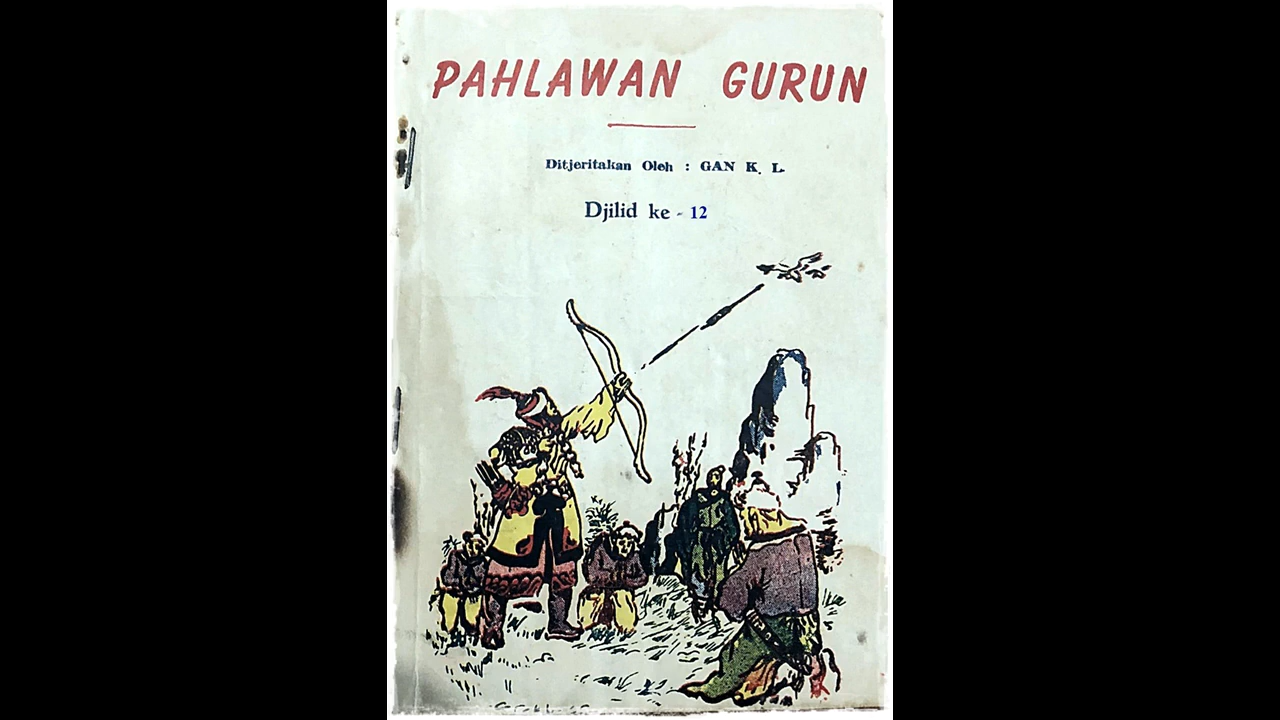 PAHLAWAN GURUN
Ditjeritakan Oleh : GAN K. L.
Djilid ke - 12